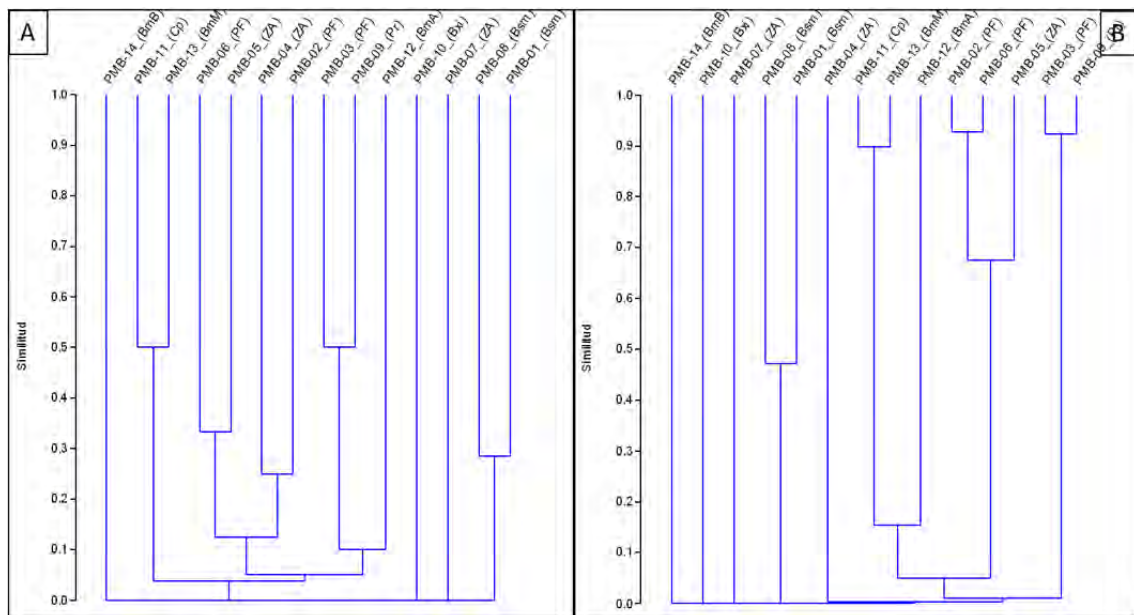 A
PMB-14_(BmB)
PMB-11_(Cp)
PMB-13_(BmM)
PMB-06_(PF)
PMB-05_(ZA)
PMB-04_(ZA)
PMB-02_(PF)
PMB-03_(PF)
PMB-09_(Pr)
PMB-12_(BmA)
PMB-10_(Bxi)
PMB-07_(ZA)
PMB-08_(Bsm)
PMB-01_(Bsm)
1.0
0.9
0.8
0.7
0.6
0.5
0.4
0.3
0.2
0.1
0.0
Similitud
B
PMB-14_(BmB)
PMB-10_(Bxi)
PMB-07_(ZA)
PMB-08_(Bsm)
PMB-01_(Bsm)
PMB-04_(ZA)
PMB-11_(Cp)
PMB-13_(BmM)
PMB-12_(BmA)
PMB-02_(PF)
PMB-06_(PF)
PMB-05_(ZA)
PMB-03_(PF)
1.0
0.9
0.8
0.7
0.6
0.5
0.4
0.3
0.2
0.1
0.0
Similitud